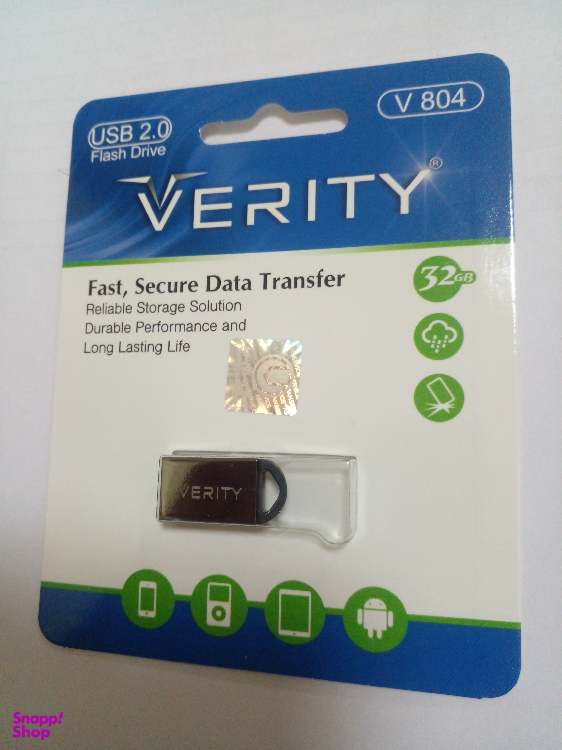 USB 2.0
Flash Drive
V 804
VERITY®
Fast, Secure Data Transfer
Reliable Storage Solution
Durable Performance and
Long Lasting Life
32GB
VERITY
Snapp!
Shop